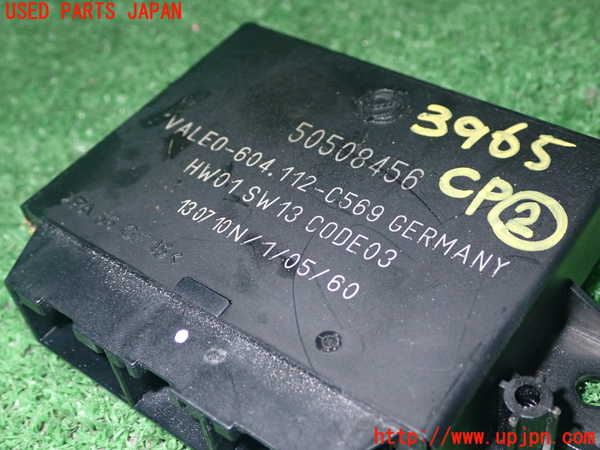 USED PARTS JAPAN
3965
CP②
50508456
VALEO-604.112-C569 GERMANY
HW01 SW13 CODE03
130710N/1/05/60
http://www.upjpn.com/